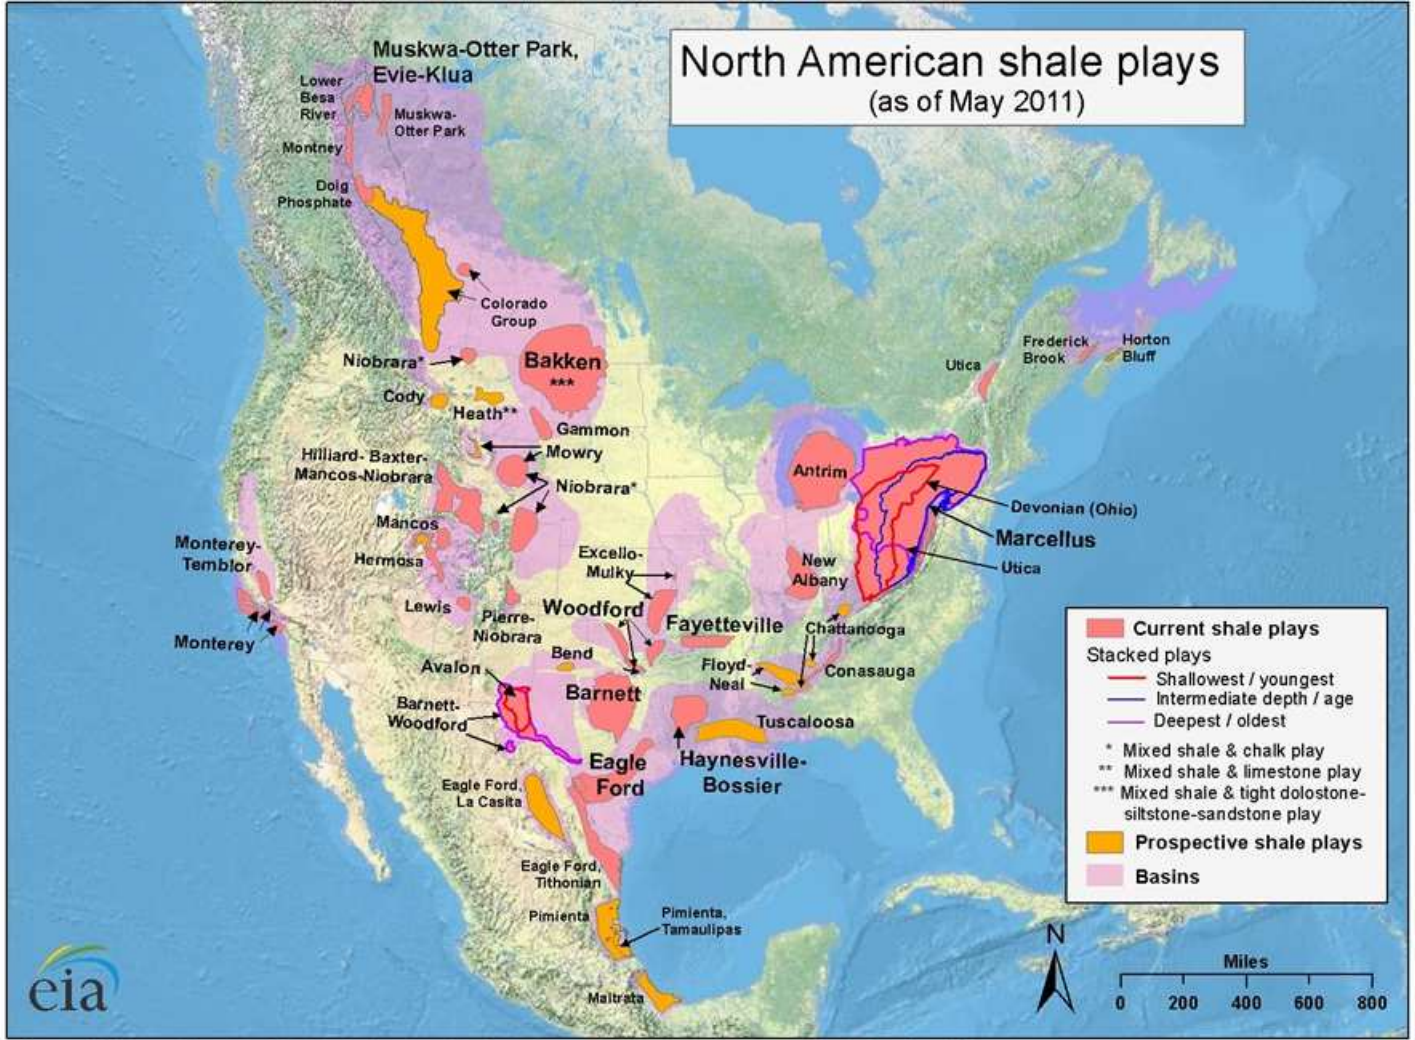 North American shale plays
(as of May 2011)
Muskwa-Otter Park,
Evie-Klua
Lower
Besa
River
Muskwa-
Otter Park
Montney
Doig
Phosphate
Colorado
Group
Niobrara*
Bakken
***
Cody
Heath**
Gammon
Mowry
Hilliard- Baxter-
Mancos-Niobrara
Niobrara*
Mancos
Hermosa
Monterey-
Temblor
Monterey
Lewis
Pierre-
Niobrara
Excello-
Mulky
Woodford
Fayetteville
Bend
Avalon
Barnett
Barnett-
Woodford
Eagle
Ford
Haynesville-
Bossier
Tuscaloosa
Floyd-
Neal
Chattanooga
Conasauga
New
Albany
Antrim
Devonian (Ohio)
Marcellus
Utica
Utica
Frederick
Brook
Horton
Bluff
Eagle Ford,
La Casita
Eagle Ford,
Tithonian
Pimienta
Pimienta,
Tamaulipas
Maltrata
Current shale plays
Stacked plays
Shallowest / youngest
Intermediate depth / age
Deepest / oldest
* Mixed shale & chalk play
** Mixed shale & limestone play
*** Mixed shale & tight dolostone-
siltstone-sandstone play
Prospective shale plays
Basins
N
Miles
0 200 400 600 800
eia